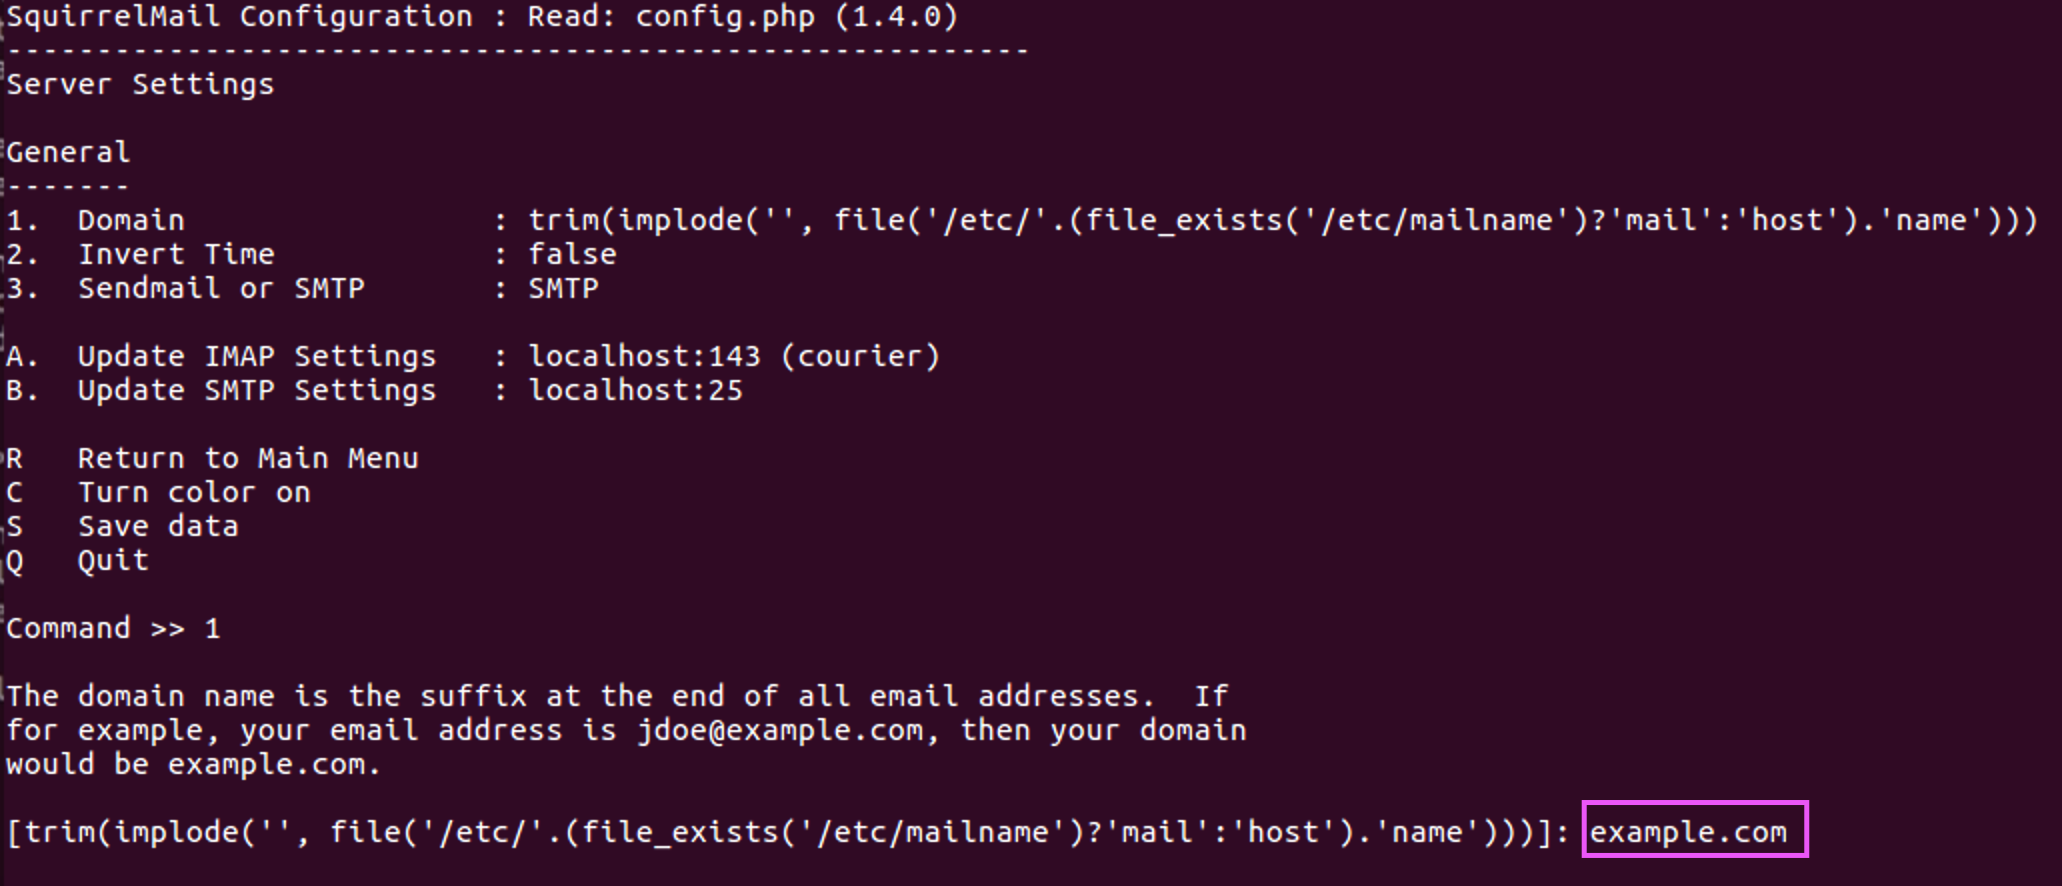 SquirrelMail Configuration : Read: config.php (1.4.0)
---------------------------------------------------------
Server Settings
General
-------
1.  Domain                 : trim(implode('', file('/etc/'.(file_exists('/etc/mailname')?'mail':'host').'name')))
2.  Invert Time            : false
3.  Sendmail or SMTP       : SMTP
A.  Update IMAP Settings   : localhost:143 (courier)
B.  Update SMTP Settings   : localhost:25
R   Return to Main Menu
C   Turn color on
S   Save data
Q   Quit
Command >> 1
The domain name is the suffix at the end of all email addresses.  If
for example, your email address is jdoe@example.com, then your domain
would be example.com.
[trim(implode('', file('/etc/'.(file_exists('/etc/mailname')?'mail':'host').'name')))]: example.com